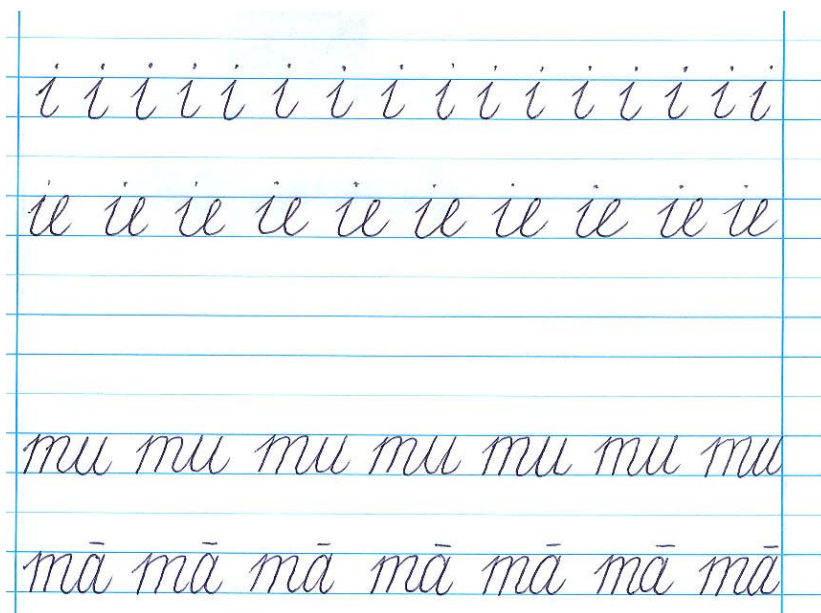 i i i i i i i i i i i i i i i i
ie ie ie ie ie ie ie ie ie ie
mu mu mu mu mu mu mu
mā mā mā mā mā mā mā